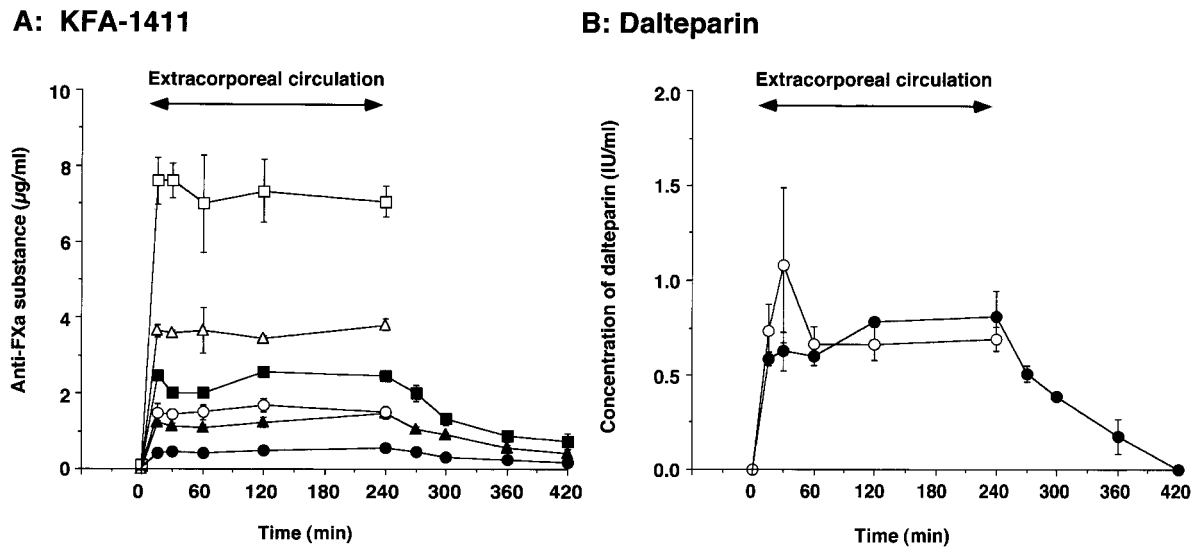 A: KFA-1411
Extracorporeal circulation
Anti-FXa substance (µg/ml)
10
8
6
4
2
0
0 60 120 180 240 300 360 420
Time (min)
B: Dalteparin
Extracorporeal circulation
Concentration of dalteparin (IU/ml)
2.0
1.5
1.0
0.5
0.0
0 60 120 180 240 300 360 420
Time (min)